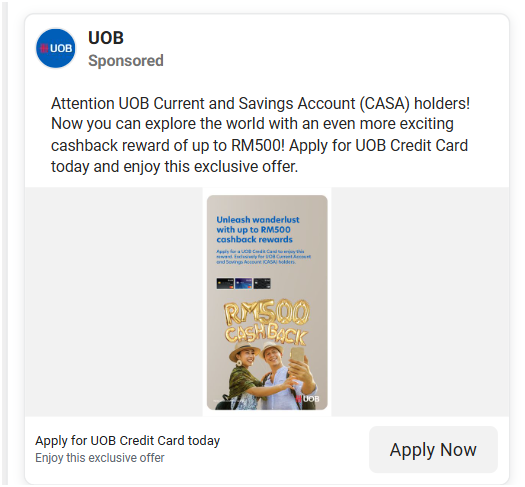 UOB
UOB
Sponsored
Attention UOB Current and Savings Account (CASA) holders!
Now you can explore the world with an even more exciting
cashback reward of up to RM500! Apply for UOB Credit Card
today and enjoy this exclusive offer.
Unleash wanderlust
with up to RM500
cashback rewards
Apply for a UOB Credit Card to enjoy this
reward. Exclusively for UOB Current Account
and Savings Account (CASA) holders.
RM500
CASHBACK
UOB
Apply for UOB Credit Card today
Enjoy this exclusive offer
Apply Now